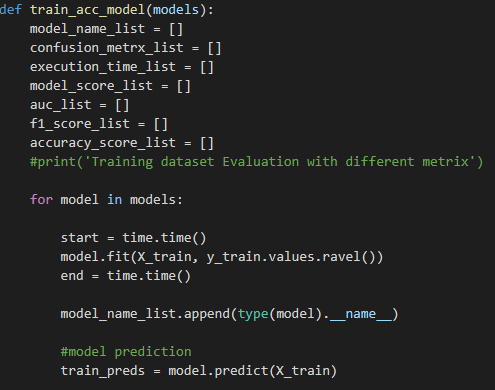 def train_acc_model(models):
    model_name_list = []
    confusion_metrx_list = []
    execution_time_list = []
    model_score_list = []
    auc_list = []
    f1_score_list = []
    accuracy_score_list = []
    #print('Training dataset Evaluation with different metrix')
    for model in models:
        start = time.time()
        model.fit(X_train, y_train.values.ravel())
        end = time.time()
        model_name_list.append(type(model).__name__)
        #model prediction
        train_preds = model.predict(X_train)